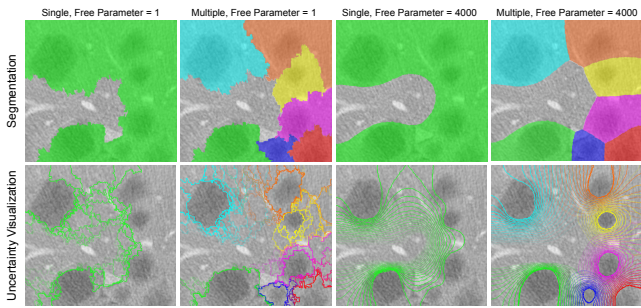 Single, Free Parameter = 1
Multiple, Free Parameter = 1
Single, Free Parameter = 4000
Multiple, Free Parameter = 4000
Segmentation
Uncertainty Visualization